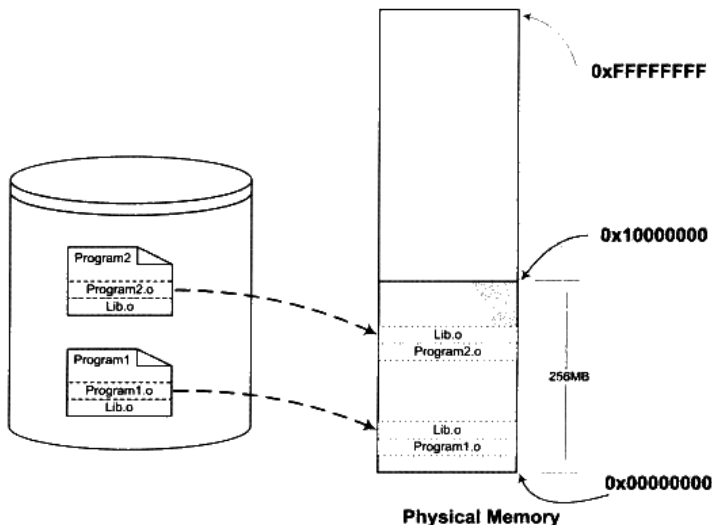 0xFFFFFFFF
0x10000000
Program2
Program2.o
Lib.o
Program1
Program1.o
Lib.o
Lib.o
Program2.o
256MB
Lib.o
Program1.o
0x00000000
Physical Memory